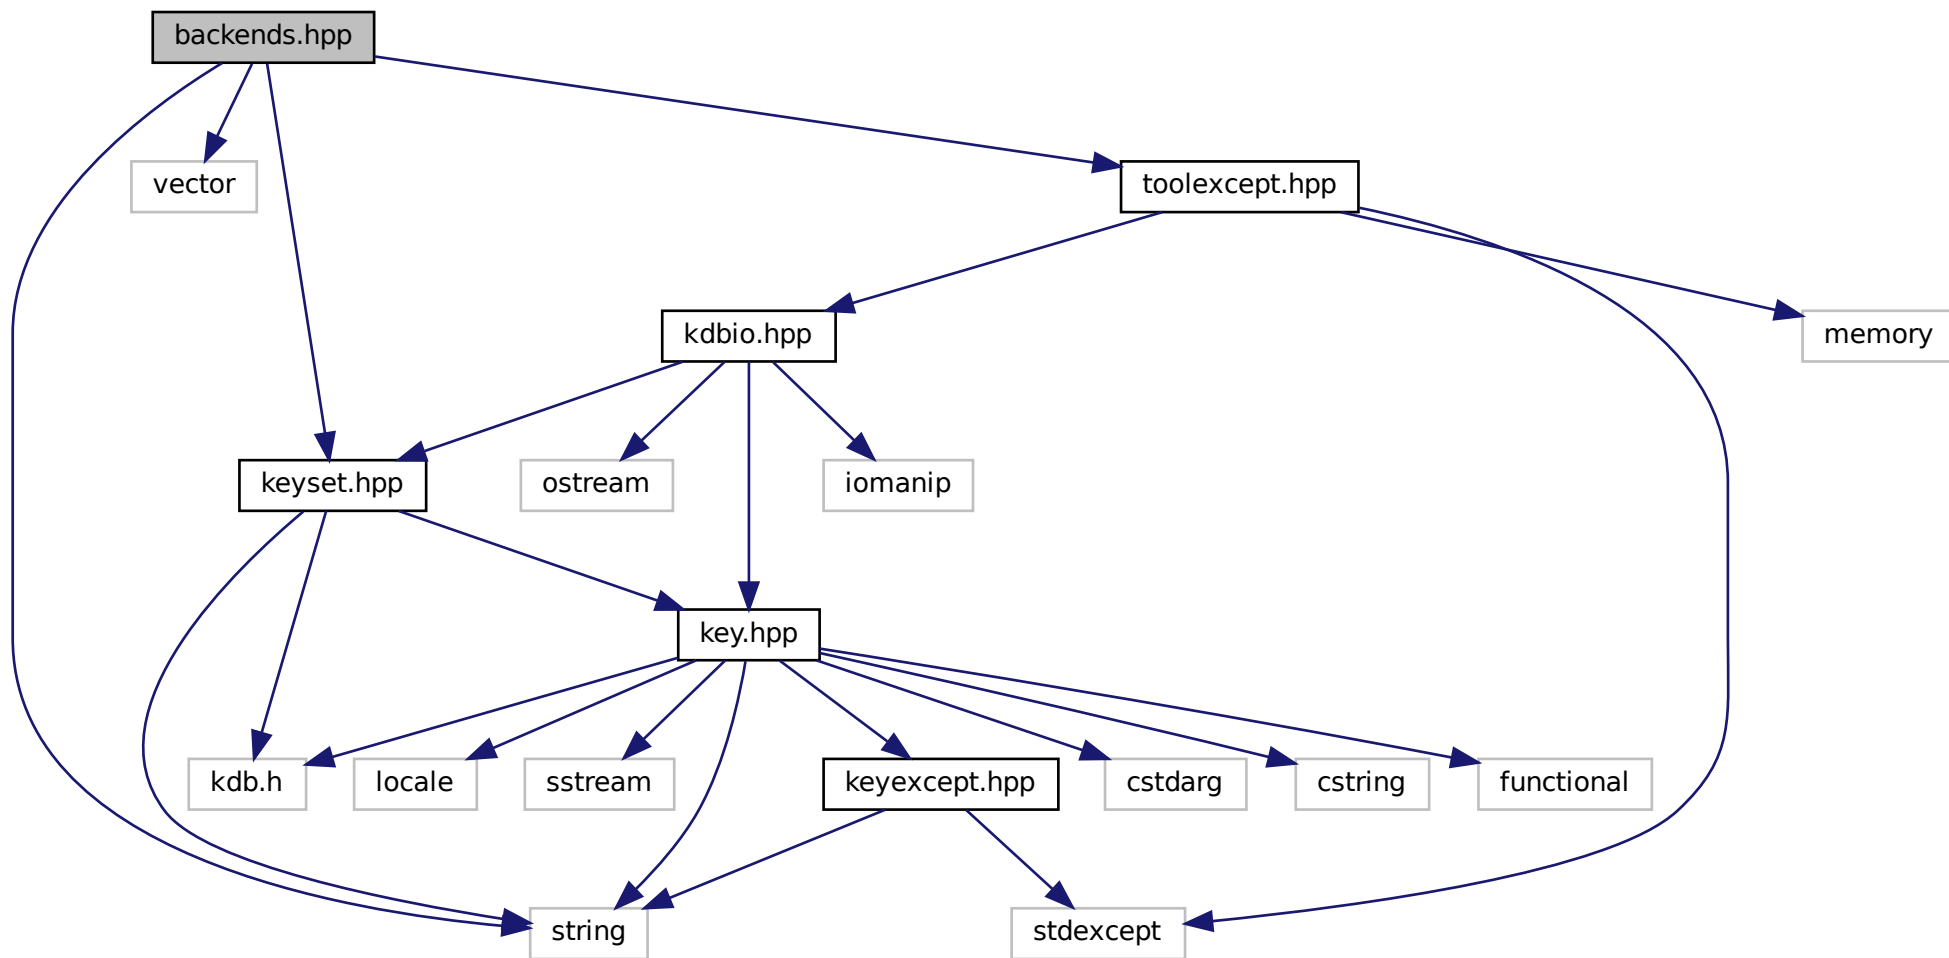 backends.hpp
vector
toolexcept.hpp
kdbio.hpp
memory
keyset.hpp
ostream
iomanip
key.hpp
kdb.h
locale
sstream
keyexcept.hpp
cstdarg
cstring
functional
string
stdexcept